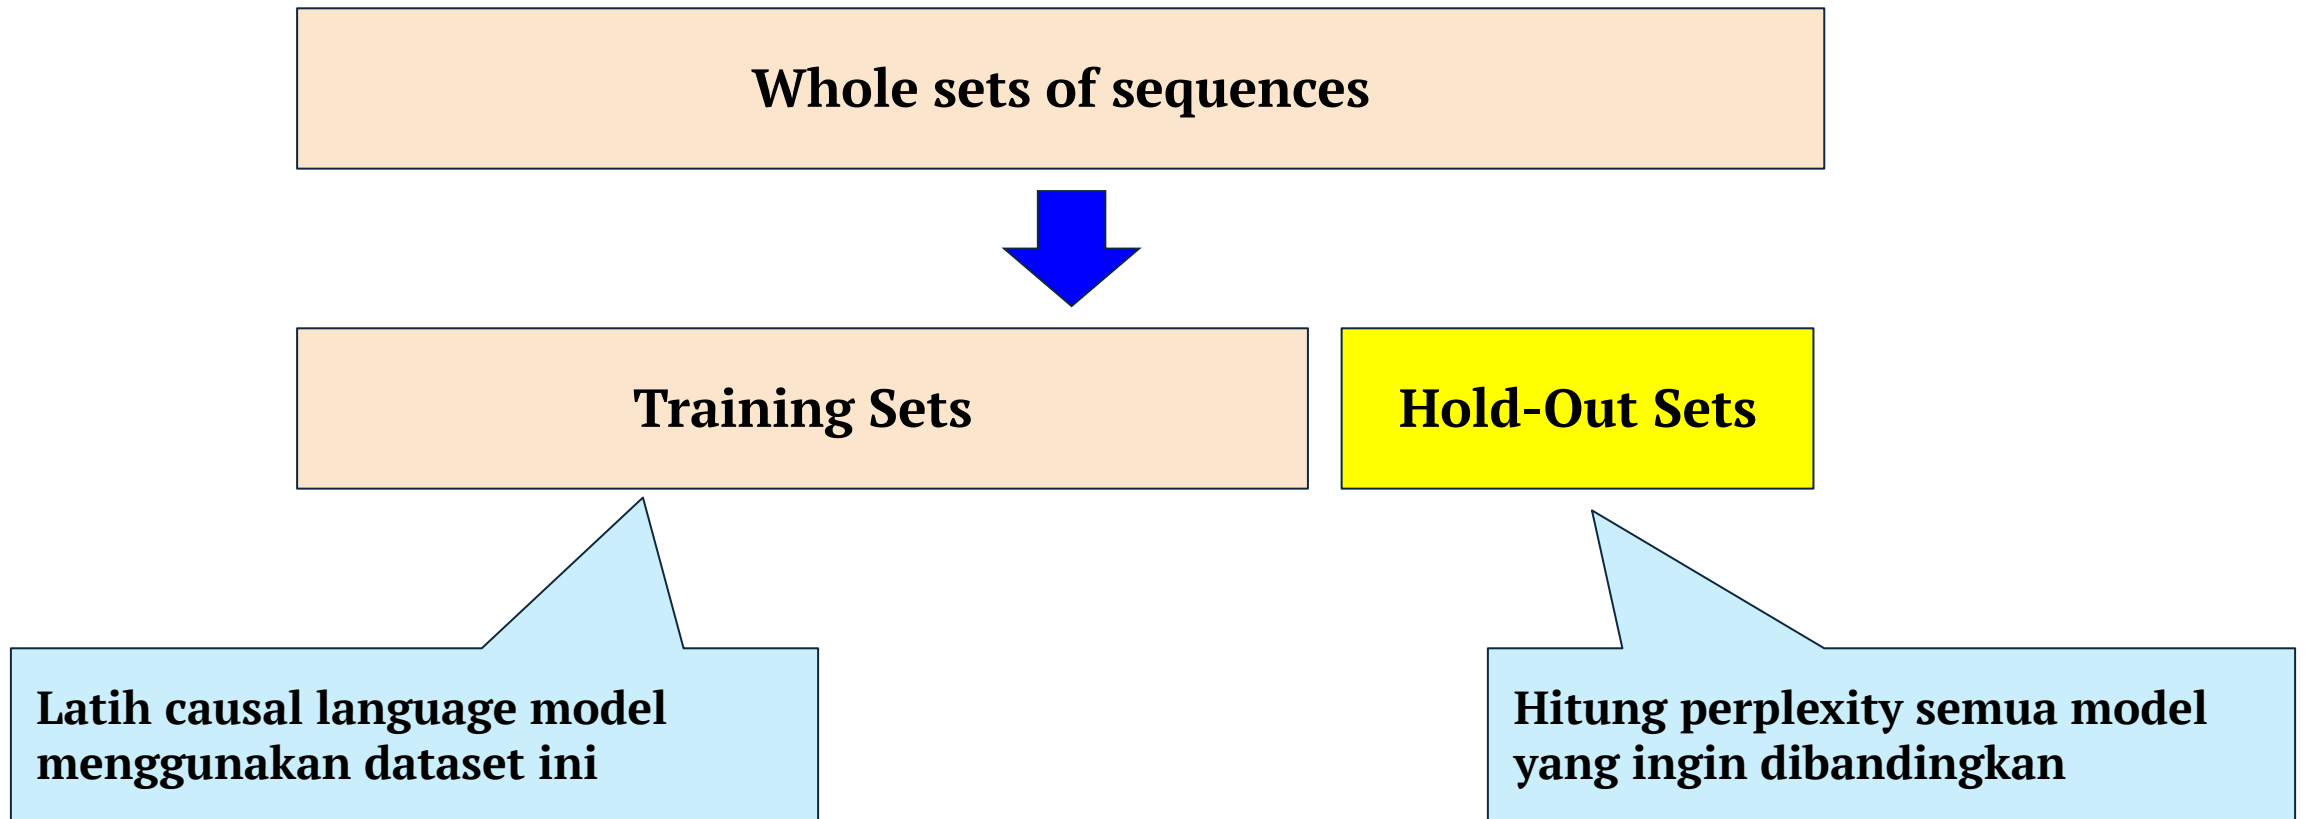 Whole sets of sequences
Training Sets
Hold-Out Sets
Latih causal language model
menggunakan dataset ini
Hitung perplexity semua model
yang ingin dibandingkan